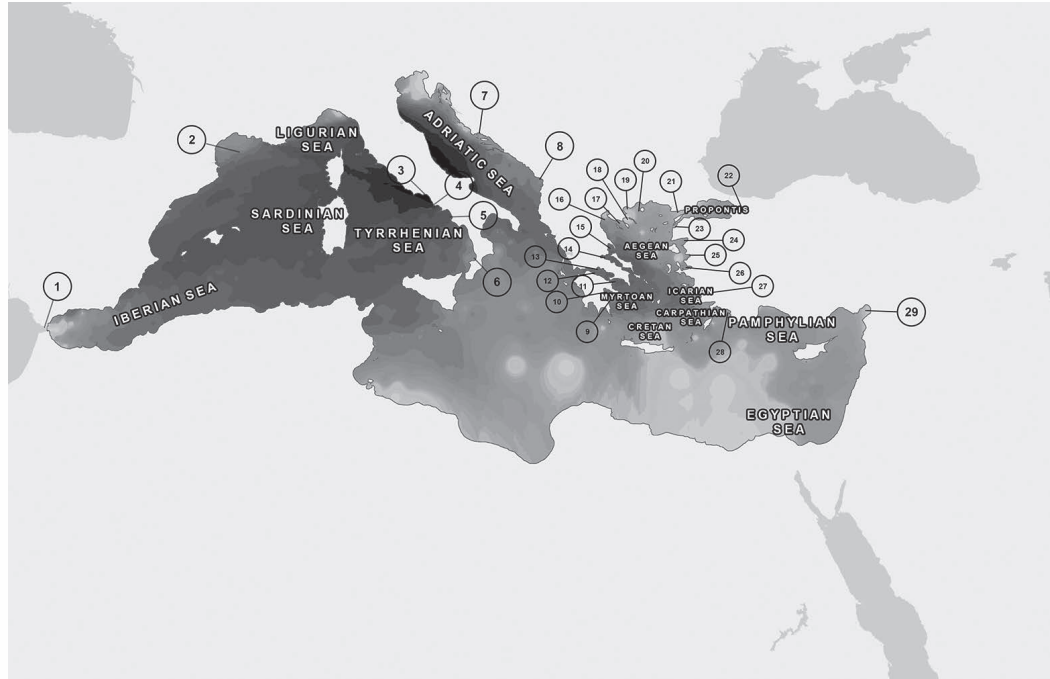 7
20
2
LIGURIAN
SEA
8
ADRIATIC SEA
18
19
21
22
3
4
16
17
PROPONTIS
SARDINIAN
SEA
5
15
23
TYRRHENIAN
SEA
14
AEGEAN
SEA
24
13
25
6
12
11
26
1
10
27
IBERIAN SEA
MYRTOAN
SEA
ICARIAN
SEA
9
CARPATHIAN
SEA
29
CRETAN
SEA
PAMPHYLIAN
SEA
28
EGYPTIAN
SEA